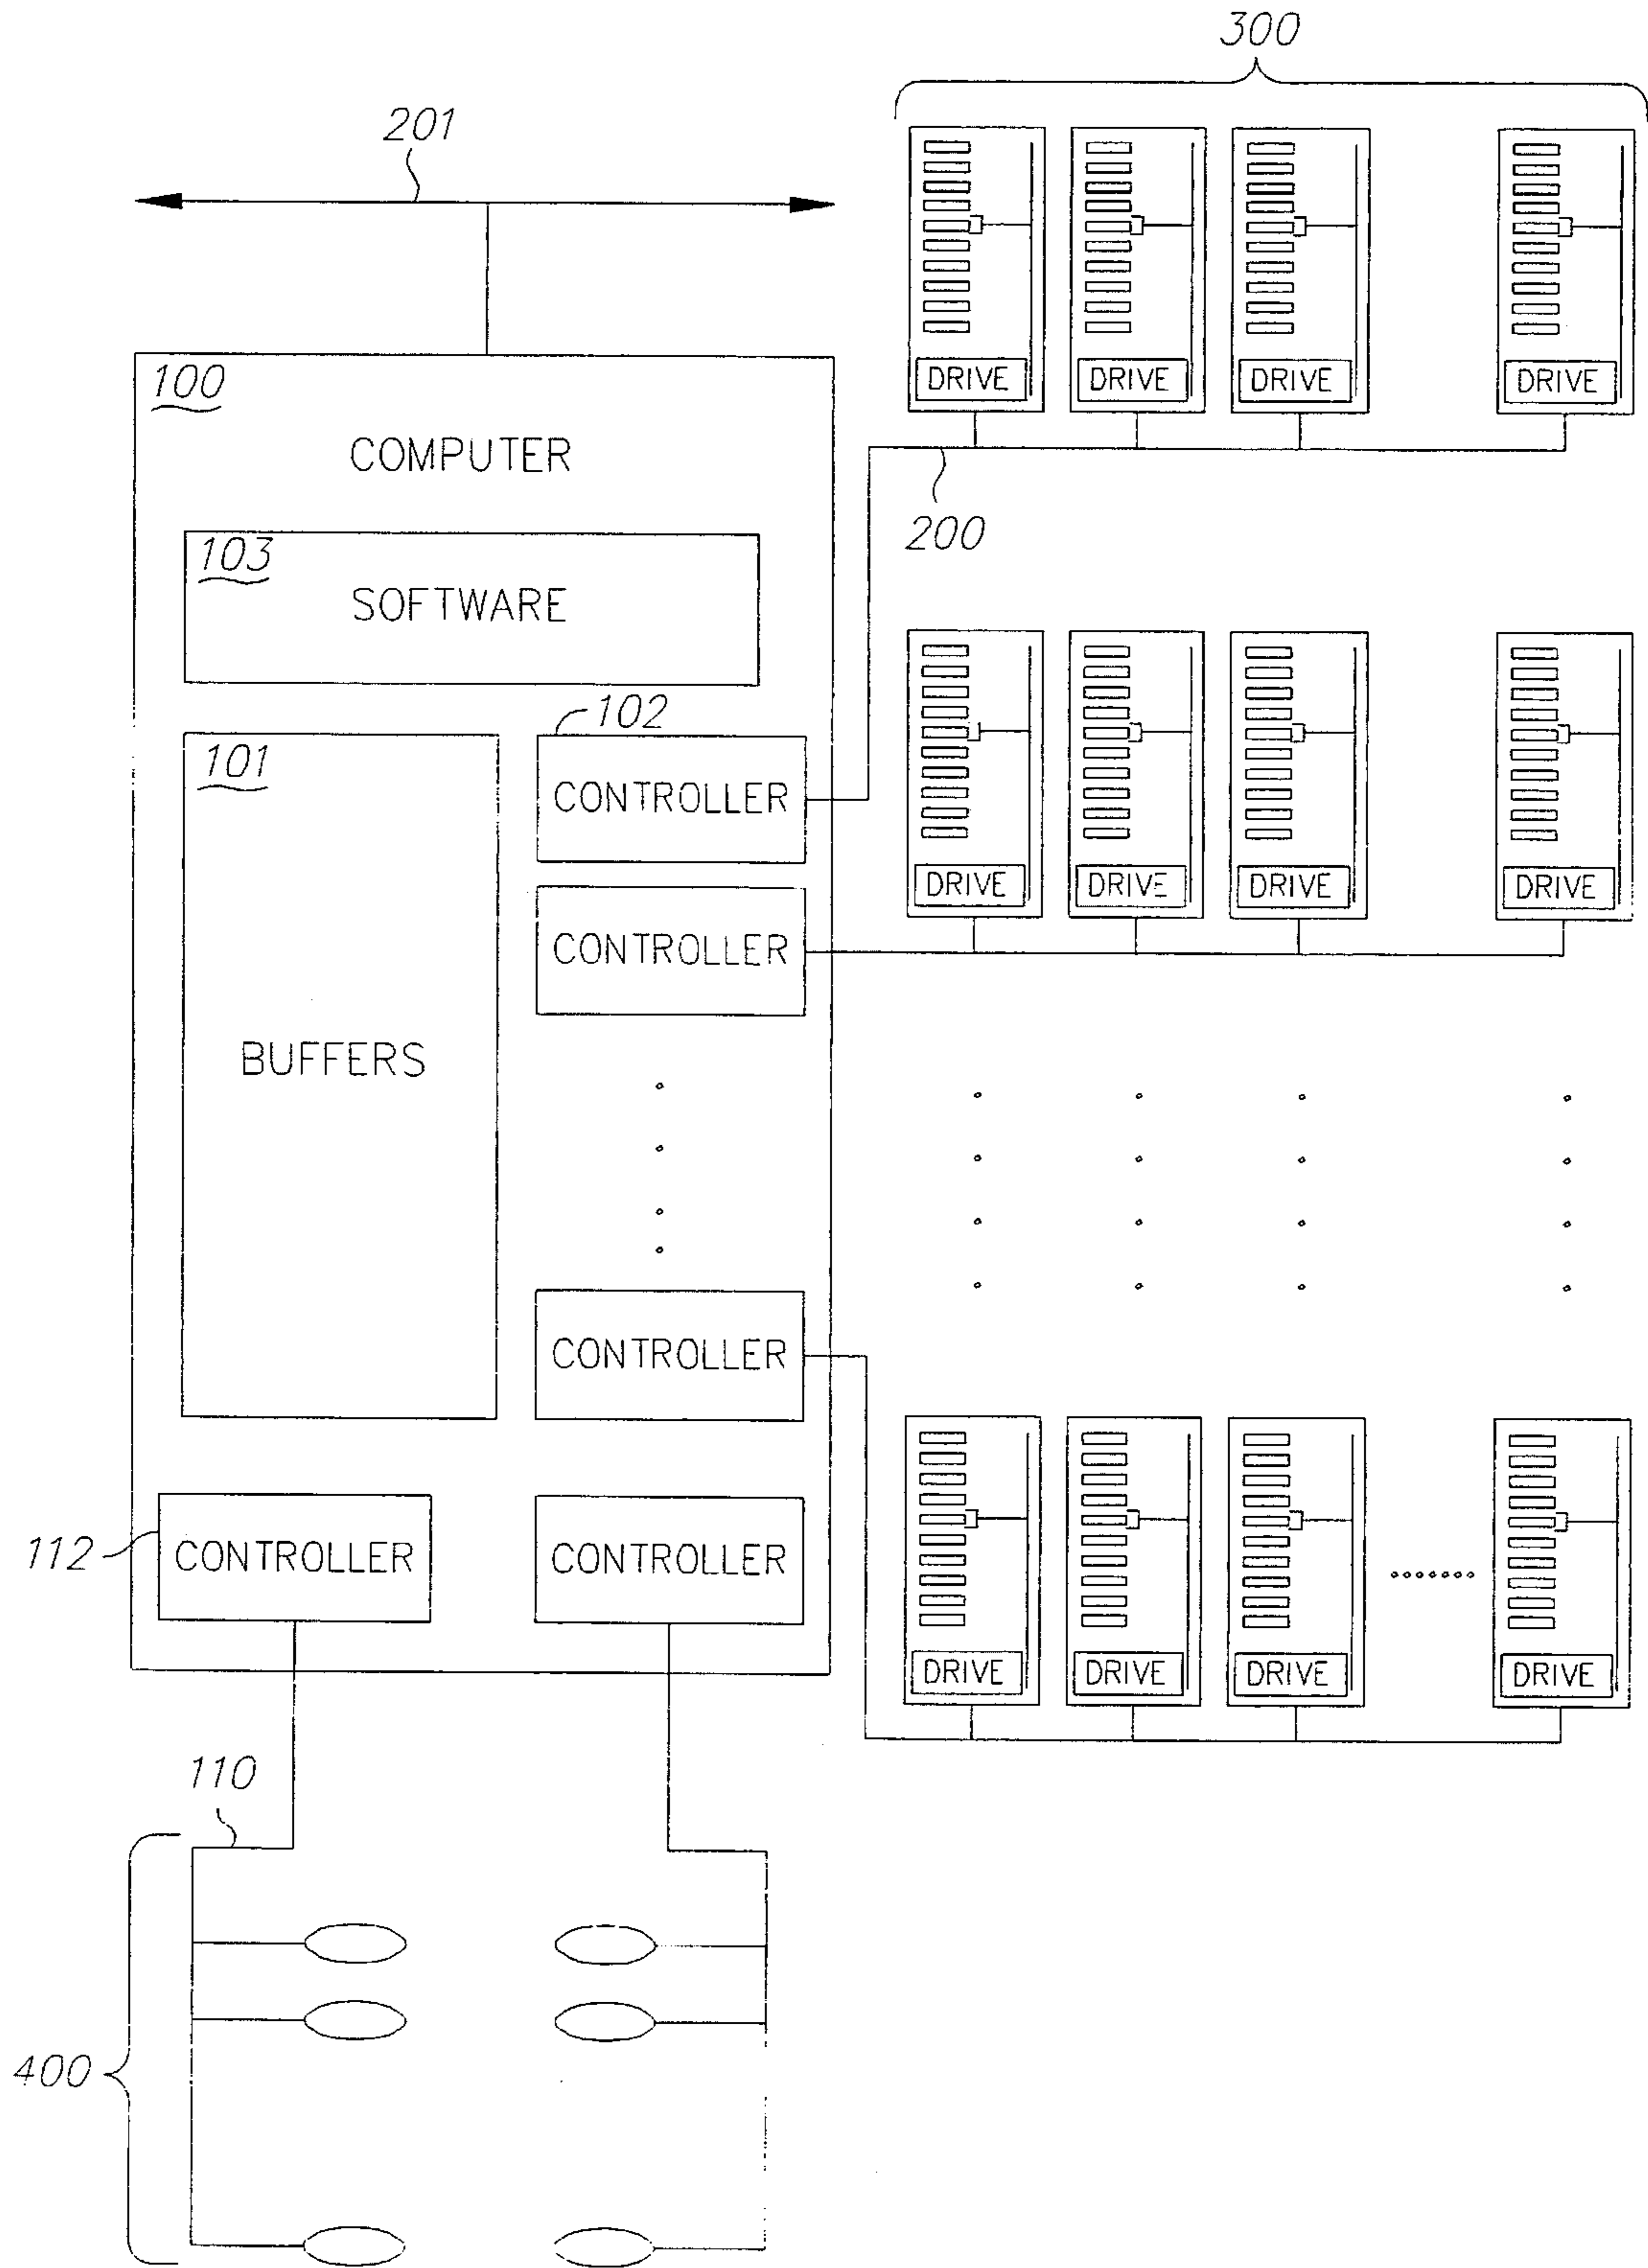 300
201
DRIVE DRIVE DRIVE DRIVE
100
COMPUTER
200
103
SOFTWARE
102
101
CONTROLLER
DRIVE DRIVE DRIVE DRIVE
CONTROLLER
BUFFERS
CONTROLLER
112
CONTROLLER CONTROLLER
DRIVE DRIVE DRIVE DRIVE
110
400